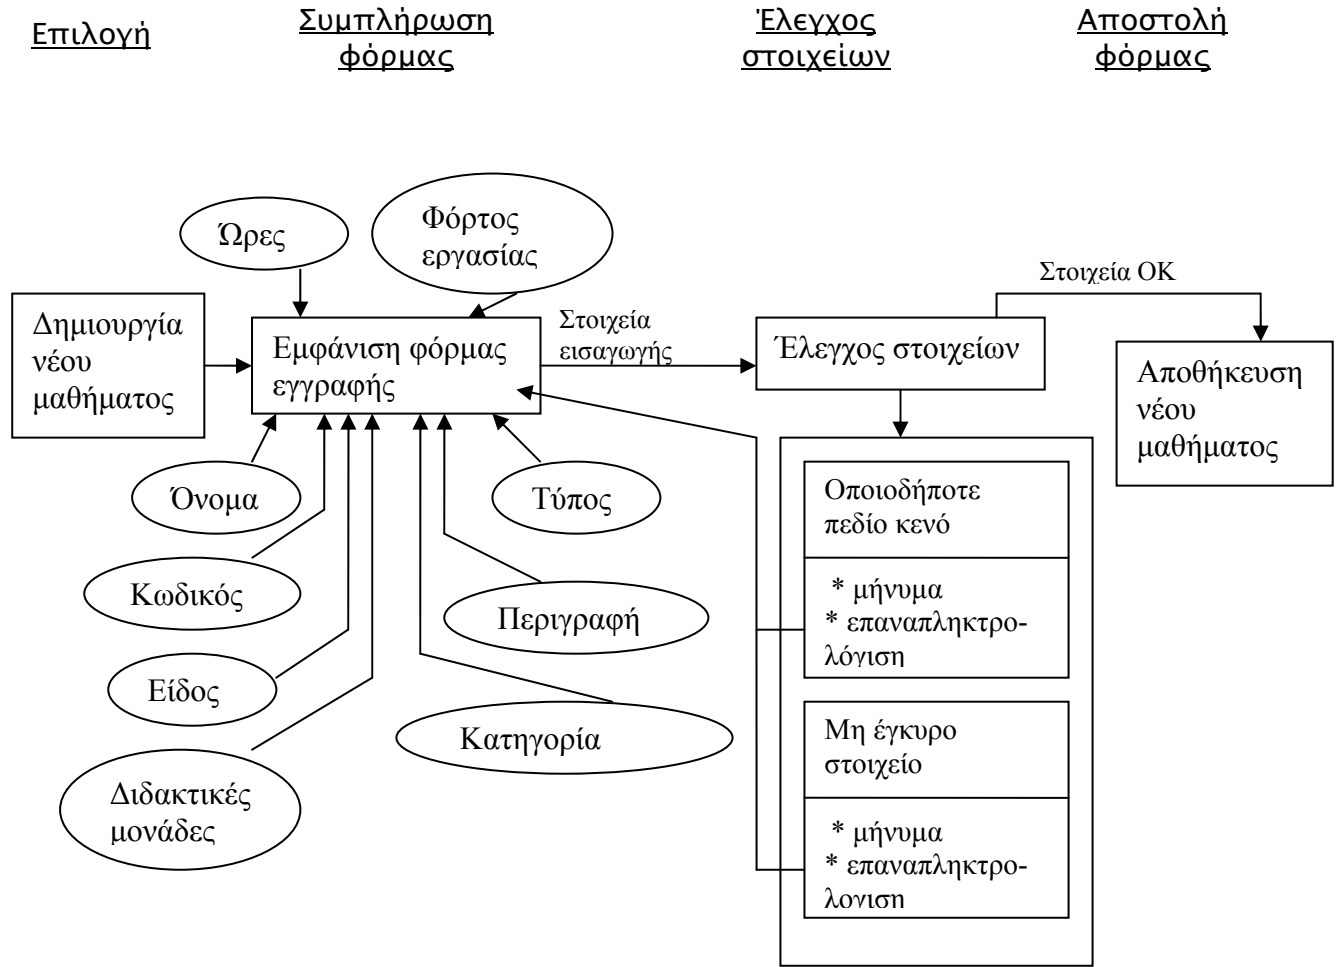 Επιλογή
Συμπλήρωση
φόρμας
Έλεγχος
στοιχείων
Αποστολή
φόρμας
Ώρες
Φόρτος
εργασίας
Στοιχεία ΟΚ
Δημιουργία
νέου
μαθήματος
Εμφάνιση φόρμας
εγγραφής
Στοιχεία
εισαγωγής
Έλεγχος στοιχείων
Αποθήκευση
νέου
μαθήματος
Όνομα
Τύπος
Κωδικός
Περιγραφή
Είδος
Κατηγορία
Διδακτικές
μονάδες
Οποιοδήποτε
πεδίο κενό
* μήνυμα
* επαναπληκτρο-
λόγιση
Μη έγκυρο
στοιχείο
* μήνυμα
* επαναπληκτρο-
λογιση